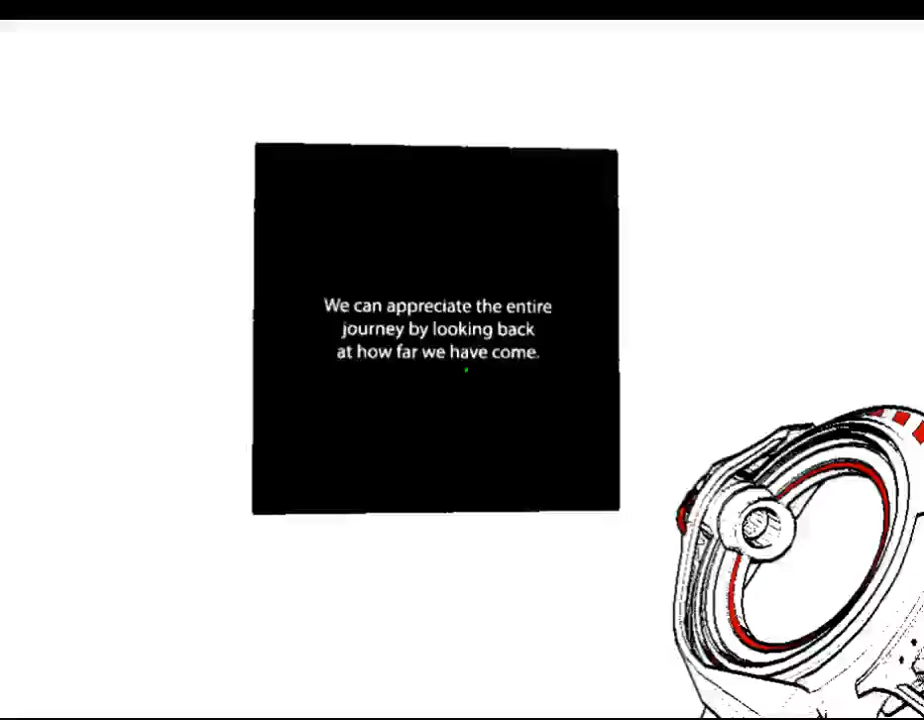 We can appreciate the entire
journey by looking back
at how far we have come.